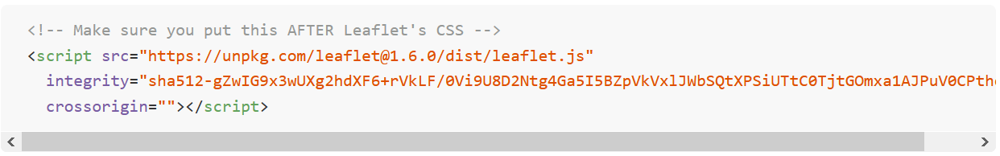 <!-- Make sure you put this AFTER Leaflet's CSS -->
<script src="https://unpkg.com/leaflet@1.6.0/dist/leaflet.js"
integrity="sha512-gZwIG9x3wUXg2hdXF6+rVkLF/0Vi9U8D2Ntg4Ga5I5BZpVkVxlJWbSQtXPSiUTtC0TjtGOmxa1AJPuV0CPth
crossorigin=""></script>